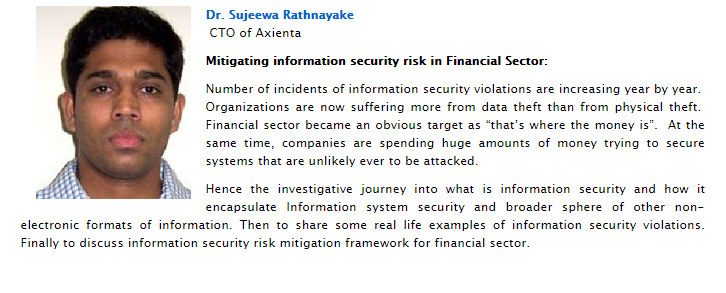 Dr. Sujeewa Rathnayake
CTO of Axienta
Mitigating information security risk in Financial Sector:
Number of incidents of information security violations are increasing year by year.
Organizations are now suffering more from data theft than from physical theft.
Financial sector became an obvious target as “that’s where the money is”. At the
same time, companies are spending huge amounts of money trying to secure
systems that are unlikely ever to be attacked.
Hence the investigative journey into what is information security and how it
encapsulate Information system security and broader sphere of other non-
electronic formats of information. Then to share some real life examples of information security violations.
Finally to discuss information security risk mitigation framework for financial sector.